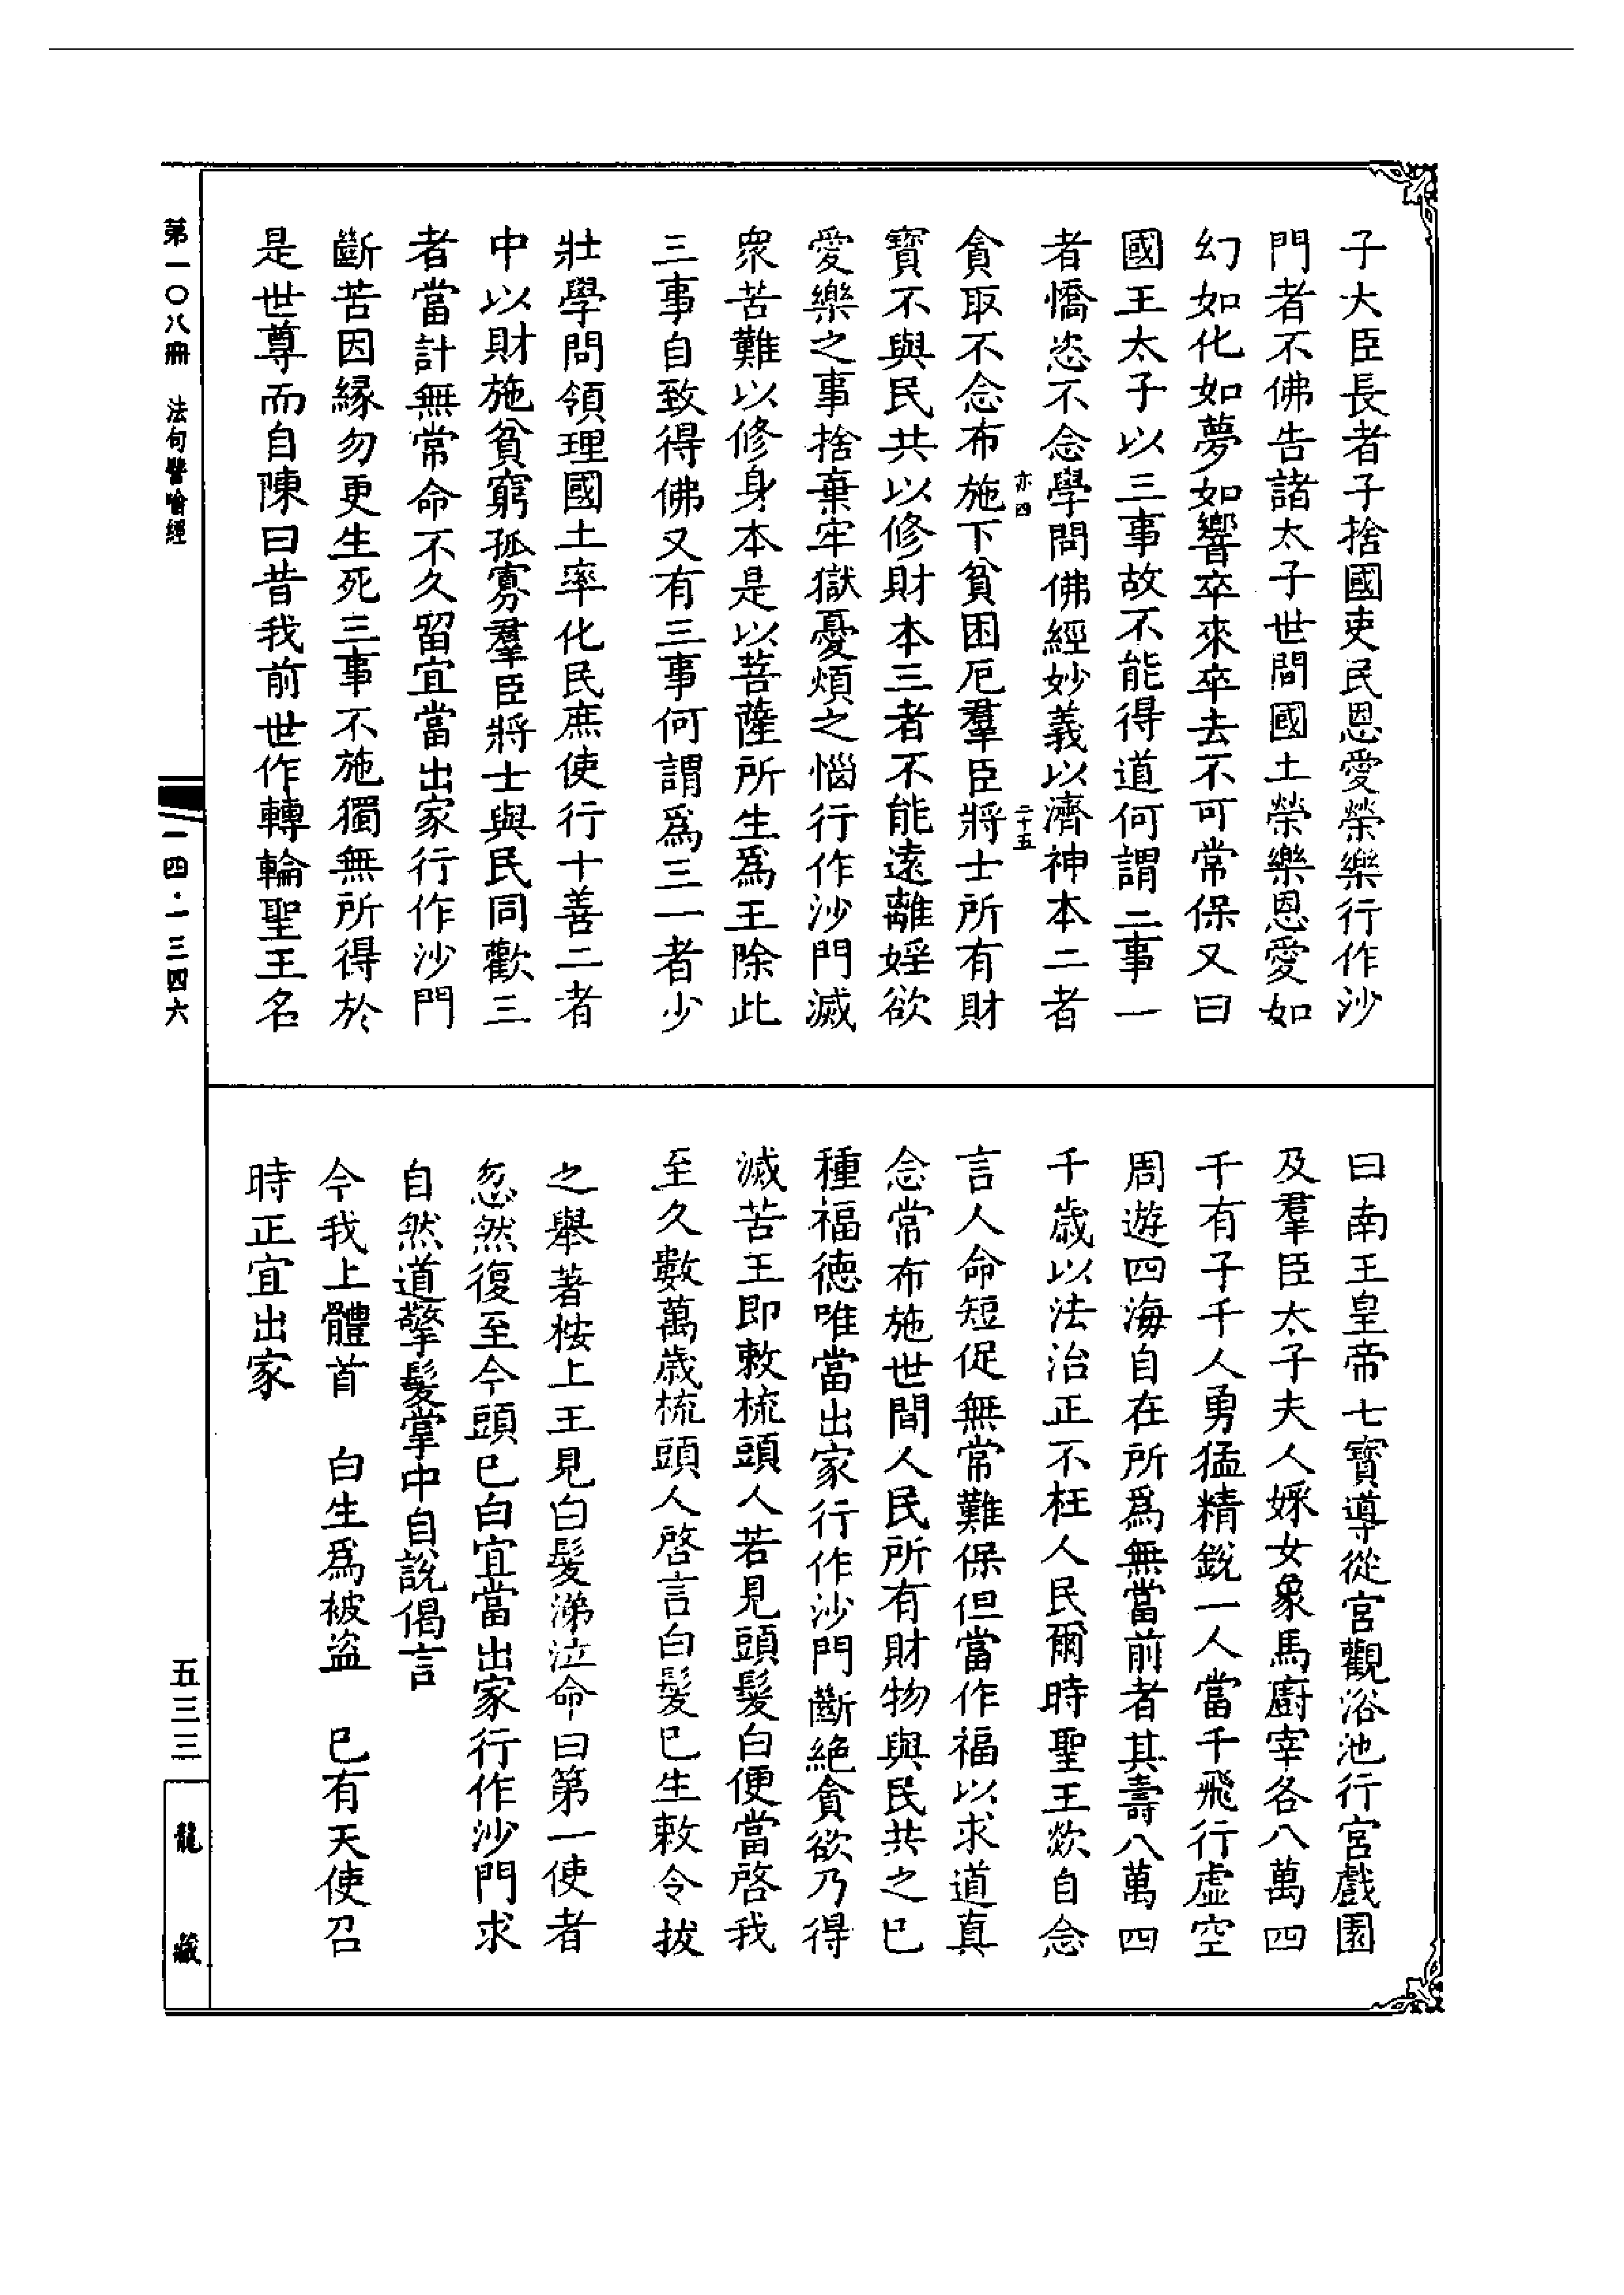 子大臣長者子捨國吏民恩愛榮樂行作沙
門者不佛告諸太子世間國土榮樂恩愛如
幻如化如夢如響卒來卒去不可常保又曰
國王太子以三事故不能得道何謂三事一
者憍恣不念學問佛經妙義以濟神本二者
亦四
二十五
貪取不念布施下貧困厄羣臣將士所有財
寶不與民共以修財本三者不能遠離婬欲
愛樂之事捨棄牢獄憂煩之惱行作沙門滅
衆苦難以修身本是以菩薩所生爲王除此
三事自致得佛又有三事何謂爲三一者少
壯學問領理國土率化民庶使行十善二者
中以財施貧窮孤寡羣臣將士與民同歡三
者當計無常命不久留宜當出家行作沙門
斷苦因緣勿更生死三事不施獨無所得於
是世尊而自陳曰昔我前世作轉輪聖王名
曰南王皇帝七寶導從宮觀浴池行宮戲園
及羣臣太子夫人婇女象馬廚宰各八萬四
千有子千人勇猛精銳一人當千飛行虛空
周遊四海自在所爲無當前者其壽八萬四
千歲以法治正不枉人民爾時聖王欻自念
言人命短促無常難保但當作福以求道真
念常布施世間人民所有財物與民共之已
種福德唯當出家行作沙門斷絕貪欲乃得
滅苦王即敕梳頭人若見頭髮白便當啓我
至久數萬歲梳頭人啓言白髮已生敕令拔
之舉著桉上王見白髮涕泣命曰第一使者
忽然復至今頭已白宜當出家行作沙門求
自然道擎髮掌中自說偈言
今我上體首　白生爲被盜　已有天使召
時正宜出家
第一〇八冊　法句譬喻經
一四·一三四六
五三三
龍藏